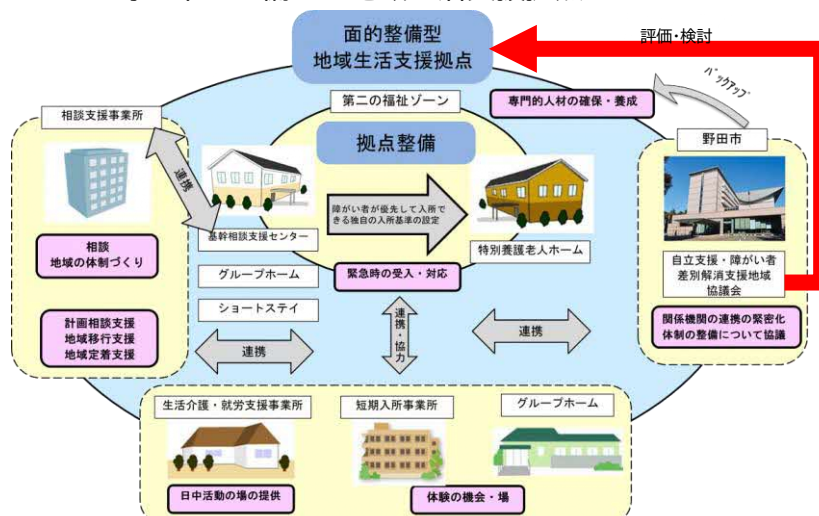 面的整備型
地域生活支援拠点
評価・検討
バックアップ
第二の福祉ゾーン
専門的人材の確保・養成
相談支援事業所
野田市
拠点整備
連携
障がい者が優先して入所で
きる独自の入所基準の設定
基幹相談支援センター
特別養護老人ホーム
相談
地域の体制づくり
グループホーム
緊急時の受入・対応
自立支援・障がい者
差別解消支援地域
協議会
ショートステイ
計画相談支援
地域移行支援
地域定着支援
関係機関の連携の緊密化
体制の整備について協議
連携
連携・協力
連携
生活介護・就労支援事業所
短期入所事業所
グループホーム
日中活動の場の提供
体験の機会・場